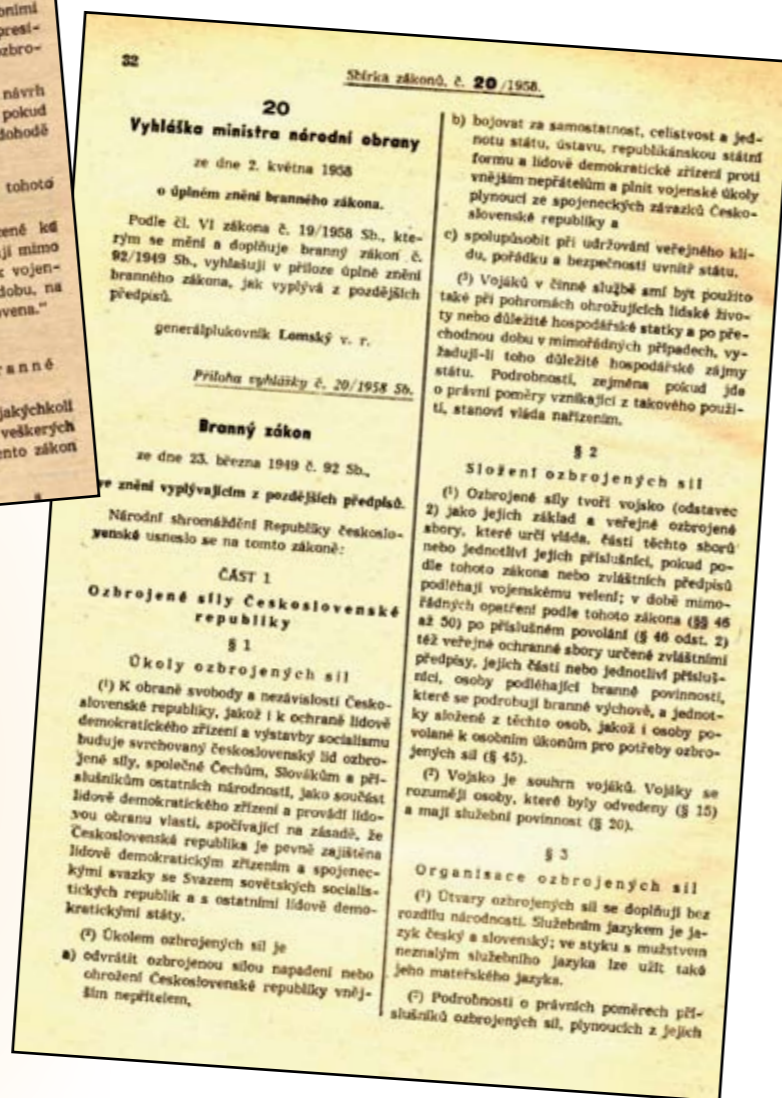 presi-
ozbro-
návrh
pokud
dohodě
tohoto
mimo
vojen-
dobu, na
ranné
jakýchkoli
veškerých
ento zákon
32
Sbírka zákonů, č. 20/1958.
20
Vyhláška ministra národní obrany
ze dne 2. května 1958
o úplném znění branného zákona.
Podle čl. VI zákona č. 19/1958 Sb., kte-
rým se mění a doplňuje branný zákon č.
92/1949 Sb., vyhlašuji v příloze úplné znění
branného zákona, jak vyplývá z pozdějších
předpisů.
generálplukovník Lomský v. r.
Příloha vyhlášky č. 20/1958 Sb.
Branný zákon
ze dne 23. března 1949 č. 92 Sb.,
ve znění vyplývajícím z pozdějších předpisů.
Národní shromáždění Republiky českoslo-
venské usneslo se na tomto zákoně:
ČÁST 1
Ozbrojené síly Československé
republiky
§ 1
Úkoly ozbrojených sil
(¹) K obraně svobody a nezávislosti Česko-
slovenské republiky, jakož i k ochraně lidově
demokratického zřízení a výstavby socialismu
buduje svrchovaný československý lid ozbro-
jené síly, společné Čechům, Slovákům a pří-
slušníkům ostatních národností, jako součást
lidově demokratického zřízení a provádí lido-
vou obranu vlasti, spočívající na zásadě, že
Československá republika je pevně zajištěna
lidově demokratickým zřízením a spojenec-
kými svazky se Svazem sovětských socialis-
tických republik a s ostatními lidově demo-
kratickými státy.
(²) Úkolem ozbrojených sil je
a) odvrátit ozbrojenou silou napadení nebo
ohrožení Československé republiky vněj-
ším nepřítelem,
b) bojovat za samostatnost, celistvost a jed-
notu státu, ústavu, republikánskou státní
formu a lidově demokratické zřízení proti
vnějším nepřátelům a plnit vojenské úkoly
plynoucí ze spojeneckých závazků Česko-
slovenské republiky a
c) spolupůsobit při udržování veřejného kli-
du, pořádku a bezpečnosti uvnitř státu.
(³) Vojáků v činné službě smí být použito
také při pohromách ohrožujících lidské živo-
ty nebo důležité hospodářské statky a po pře-
chodnou dobu v mimořádných případech, vy-
žadují-li toho důležité hospodářské zájmy
státu. Podrobnosti, zejména pokud jde
o právní poměry vznikající z takového použi-
tí, stanoví vláda nařízením.
§ 2
Složení ozbrojených sil
(¹) Ozbrojené síly tvoří vojsko (odstavec
2) jako jejich základ a veřejné ozbrojené
sbory, které určí vláda, části těchto sborů
nebo jednotliví jejich příslušníci, pokud po-
dle tohoto zákona nebo zvláštních předpisů
podléhají vojenskému velení; v době mimo-
řádných opatření podle tohoto zákona (§§ 46
až 50) po příslušném povolání (§ 46 odst. 2)
též veřejné ochranné sbory určené zvláštními
předpisy, jejich části nebo jednotliví přísluš-
níci, osoby podléhající branné povinnosti,
které se podrobují branné výchově, a jednot-
ky složené z těchto osob, jakož i osoby po-
volané k osobním úkonům pro potřeby ozbro-
jených sil (§ 45).
(²) Vojsko je souhrn vojáků. Vojáky se
rozumějí osoby, které byly odvedeny (§ 15)
a mají služební povinnost (§ 20).
§ 3
Organisace ozbrojených sil
(¹) Útvary ozbrojených sil se doplňují bez
rozdílu národnosti. Služebním jazykem je ja-
zyk český a slovenský; ve styku s mužstvem
neznalým služebního jazyka lze užít také
jeho mateřského jazyka.
(²) Podrobnosti o právních poměrech pří-
slušníků ozbrojených sil, plynoucích z jejich